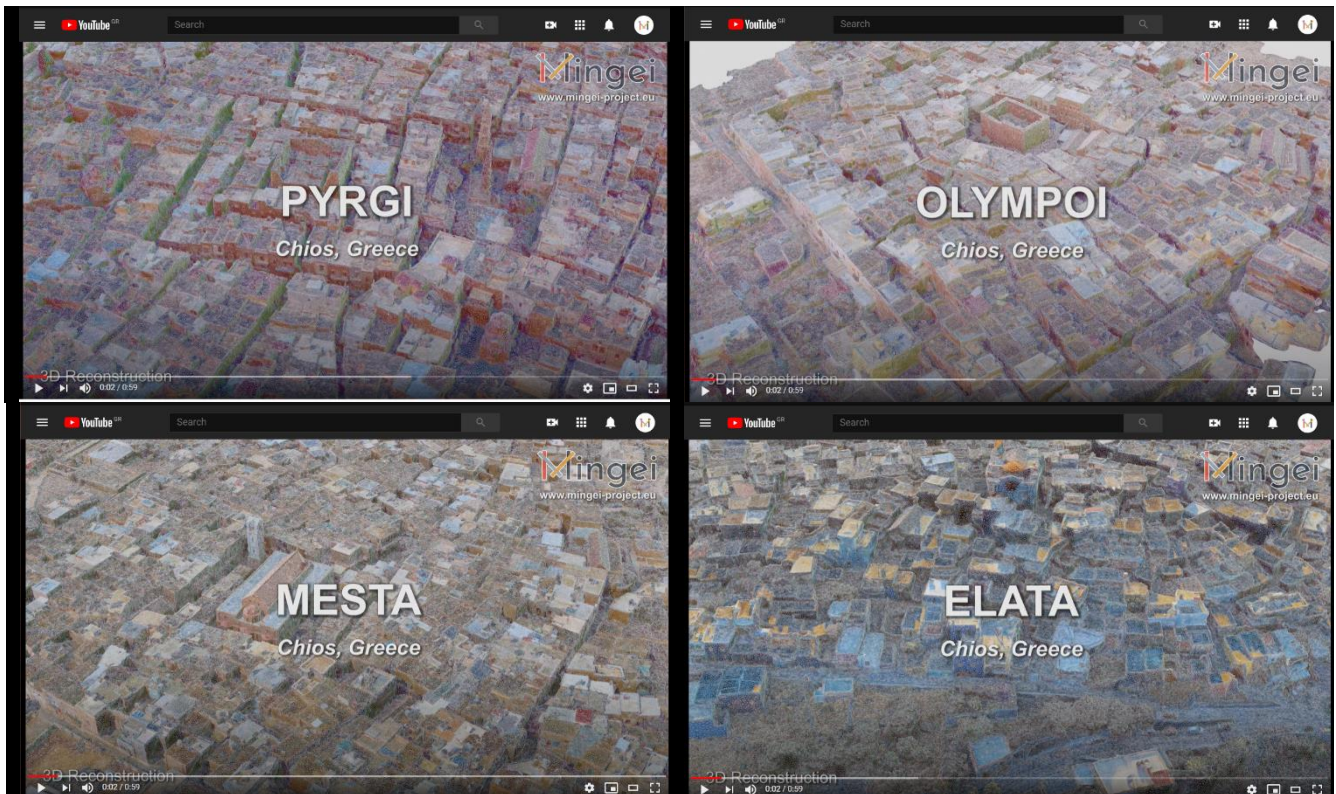 YouTube GR
Search
Mingei
www.mingei-project.eu
PYRGI
Chios, Greece
3D Reconstruction
0:02 / 0:59
YouTube GR
Search
Mingei
www.mingei-project.eu
OLYMPOI
Chios, Greece
3D Reconstruction
0:02 / 0:59
YouTube GR
Search
Mingei
www.mingei-project.eu
MESTA
Chios, Greece
3D Reconstruction
0:02 / 0:59
YouTube GR
Search
Mingei
www.mingei-project.eu
ELATA
Chios, Greece
3D Reconstruction
0:02 / 0:59